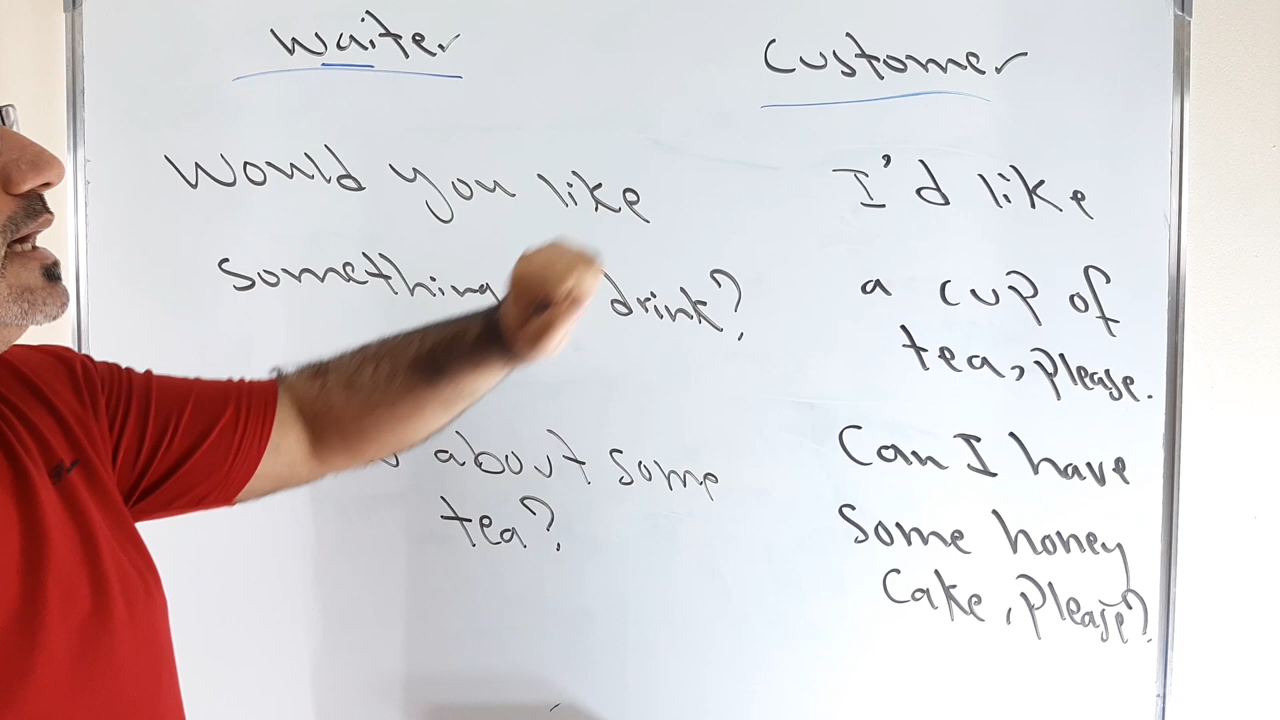 Waiter
Would you like
something drink?
about some
tea?
Customer
I'd like
a cup of
tea, please.
Can I have
some honey
cake, please?